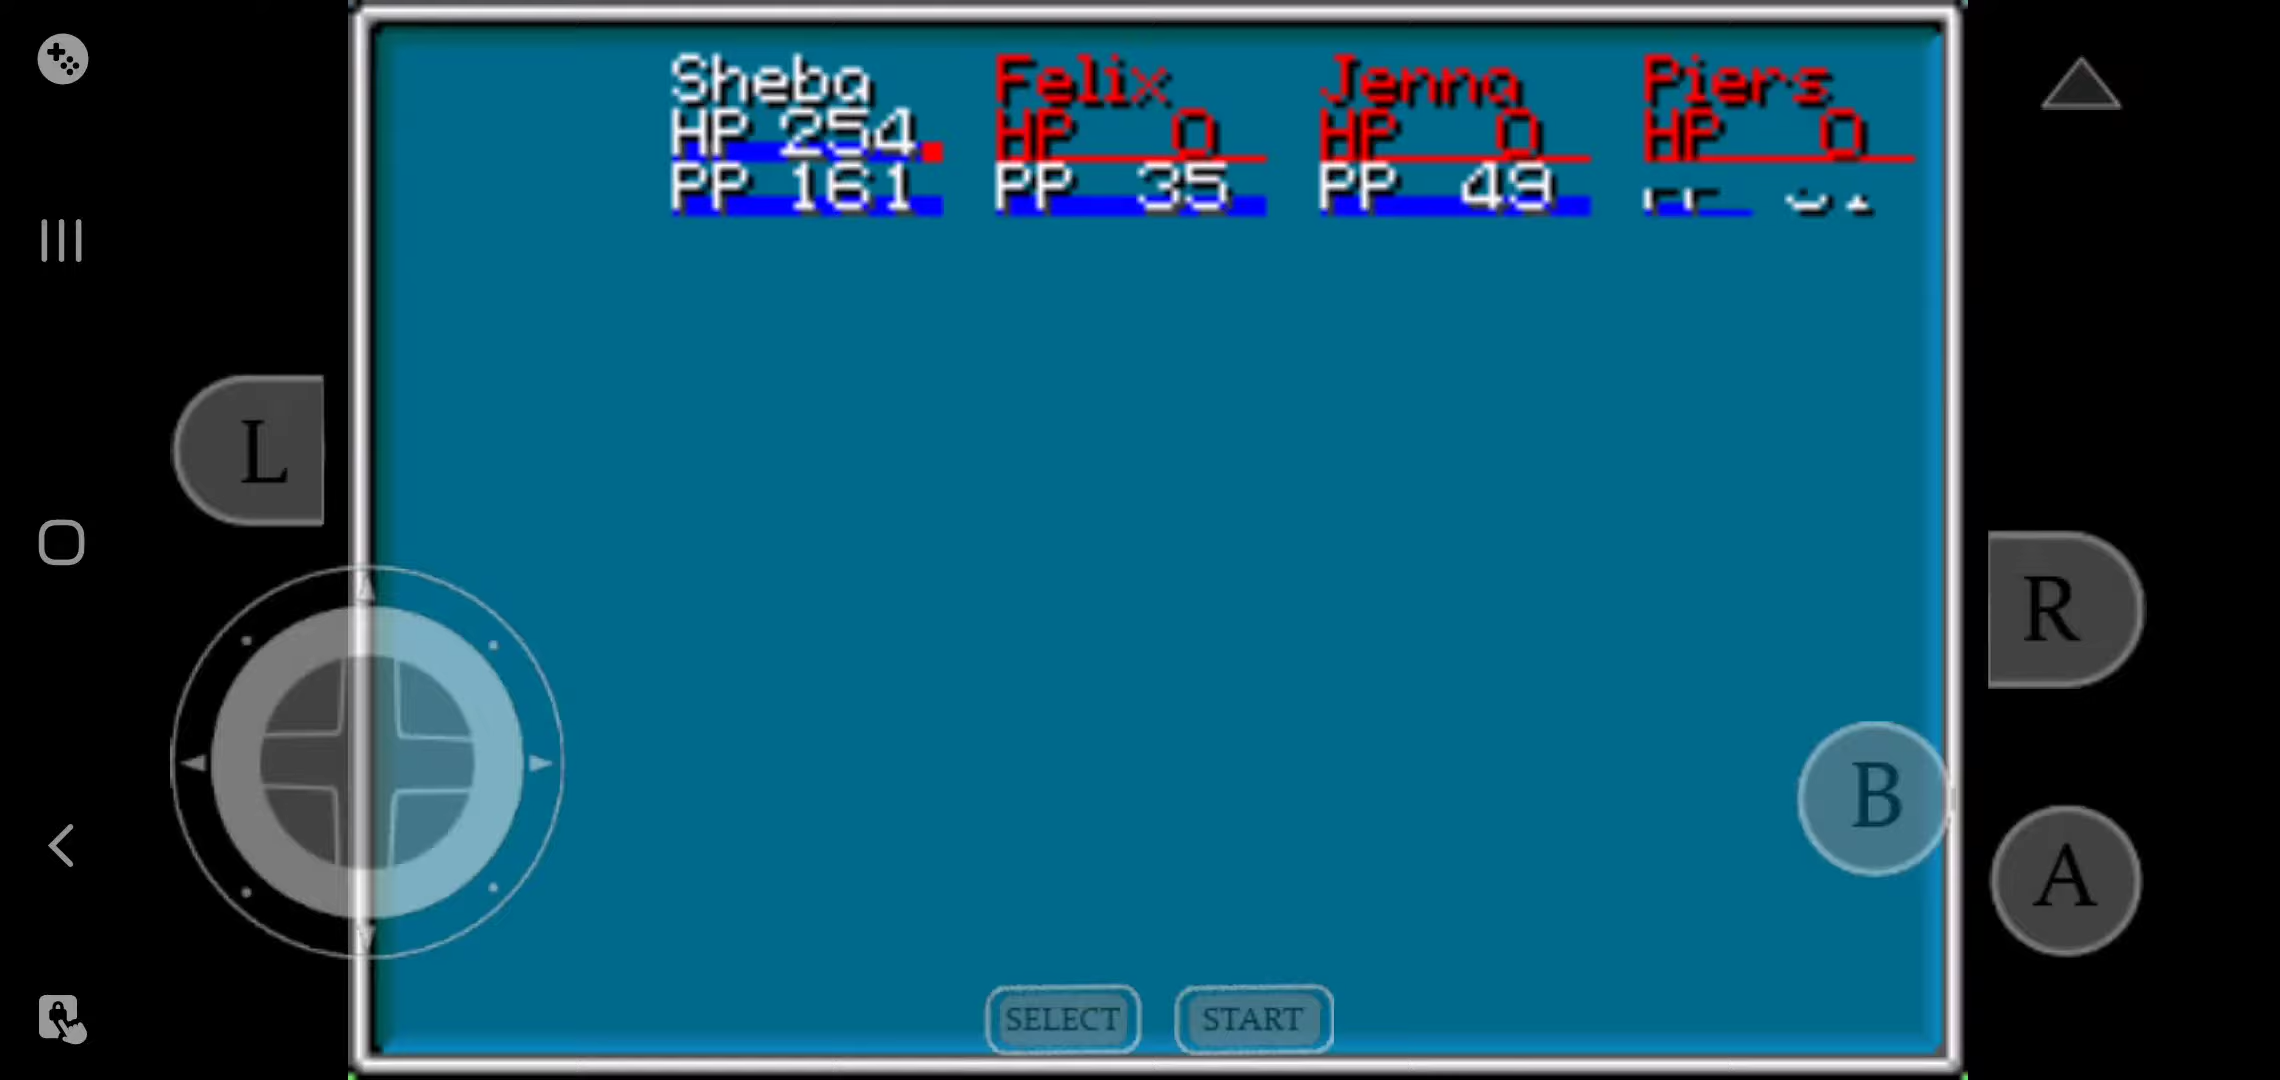 Sheba Felix Jenna Piers
HP 254 HP 0 HP 0 HP 0
PP 161 PP 35 PP 49
L
R
B
A
SELECT START